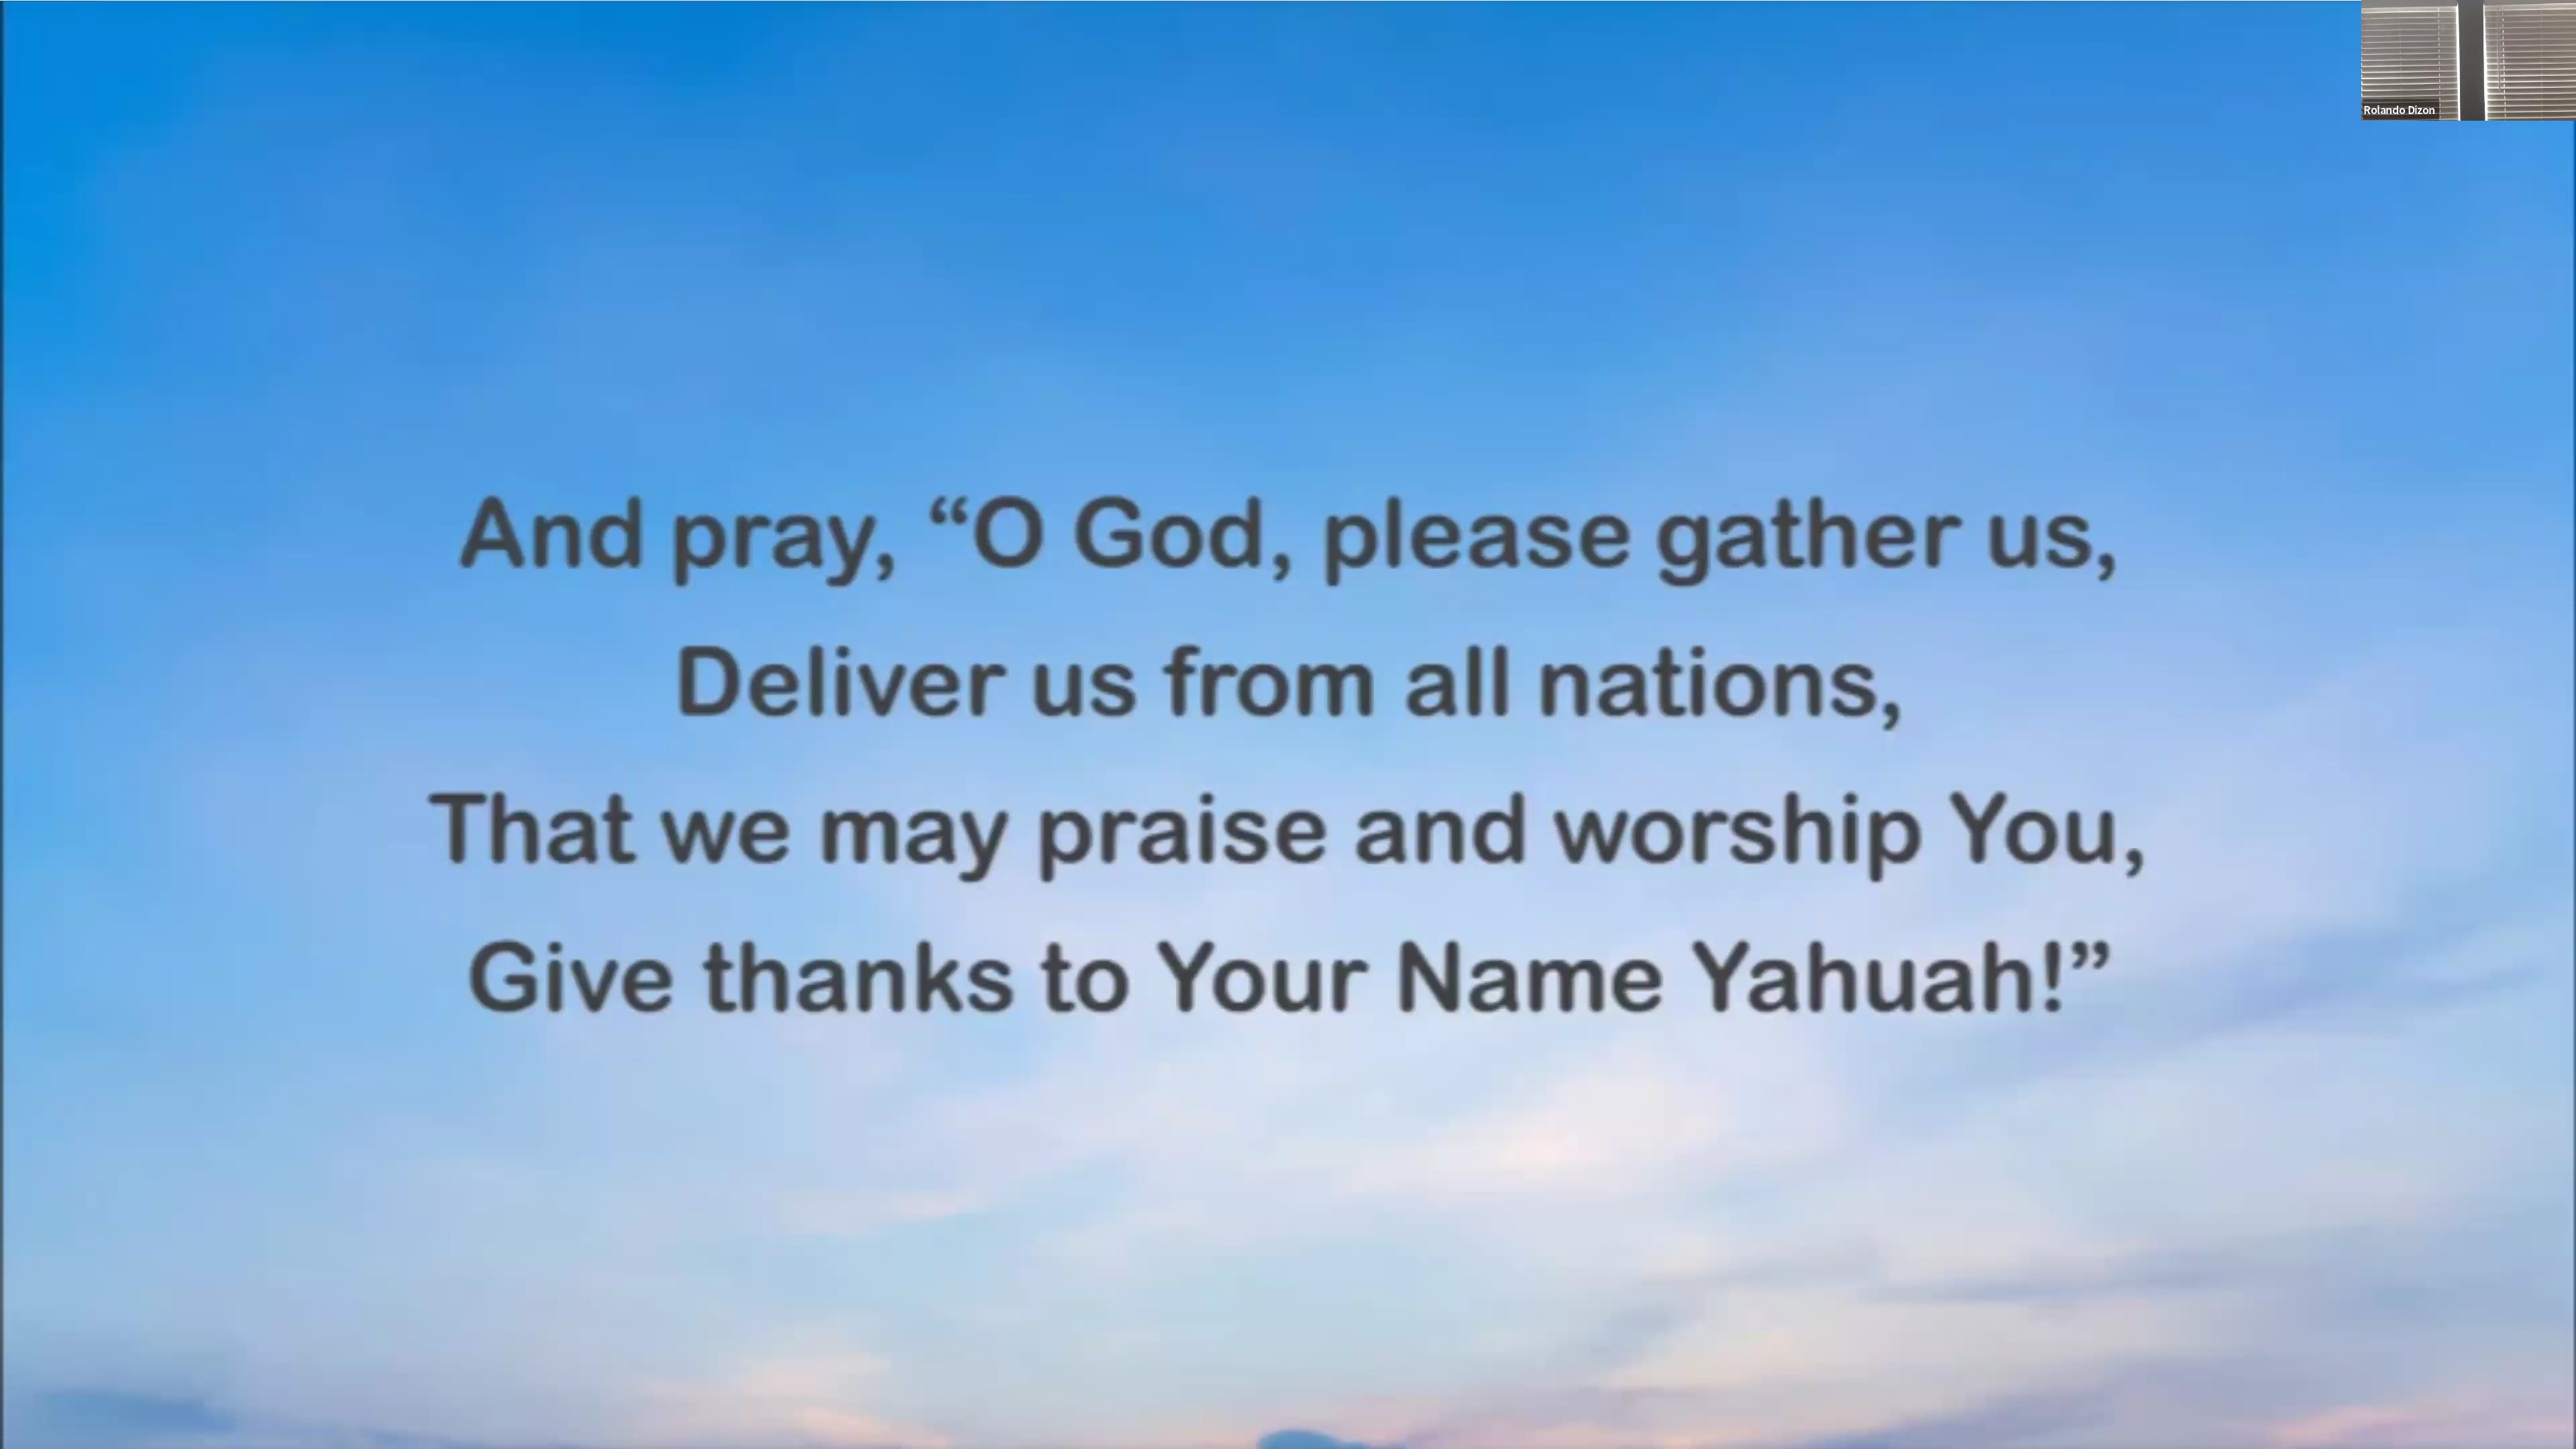 Rolando Dizon
And pray, “O God, please gather us,
Deliver us from all nations,
That we may praise and worship You,
Give thanks to Your Name Yahuah!”